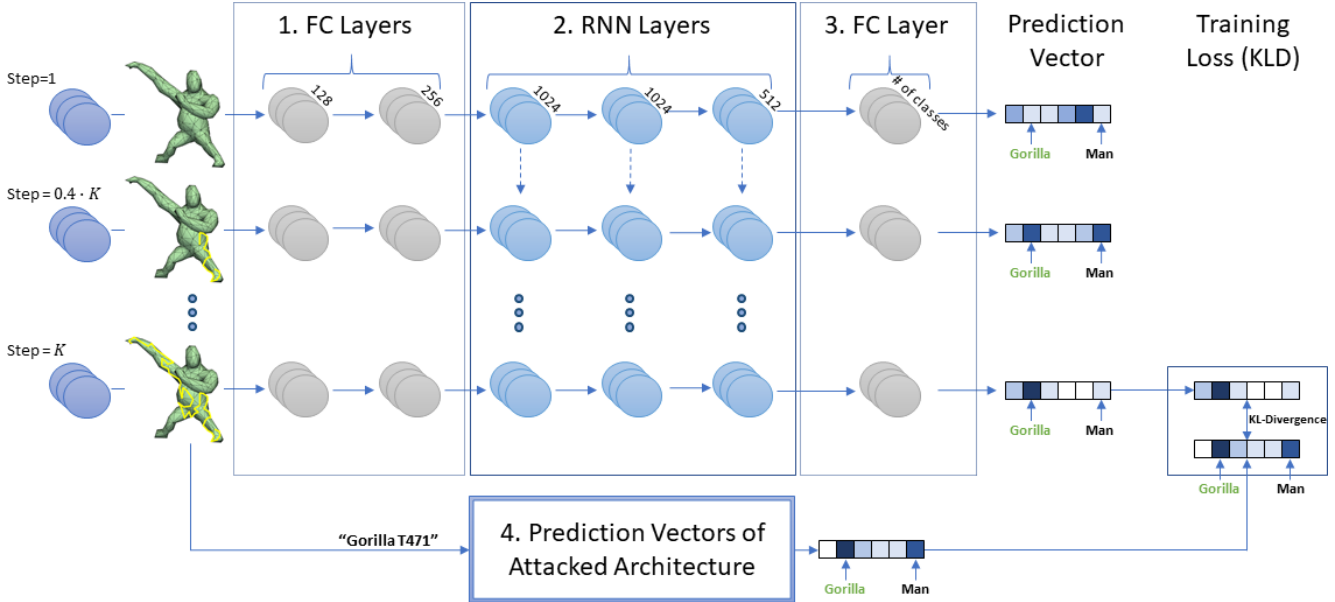 1. FC Layers
2. RNN Layers
3. FC Layer
Prediction
Vector
Training
Loss (KLD)
Step=1
128
256
1024
1024
512
# of classes
Gorilla
Man
Step = 0.4 · K
Gorilla
Man
Step = K
Gorilla
Man
KL-Divergence
Gorilla
Man
"Gorilla T471"
4. Prediction Vectors of
Attacked Architecture
Gorilla
Man